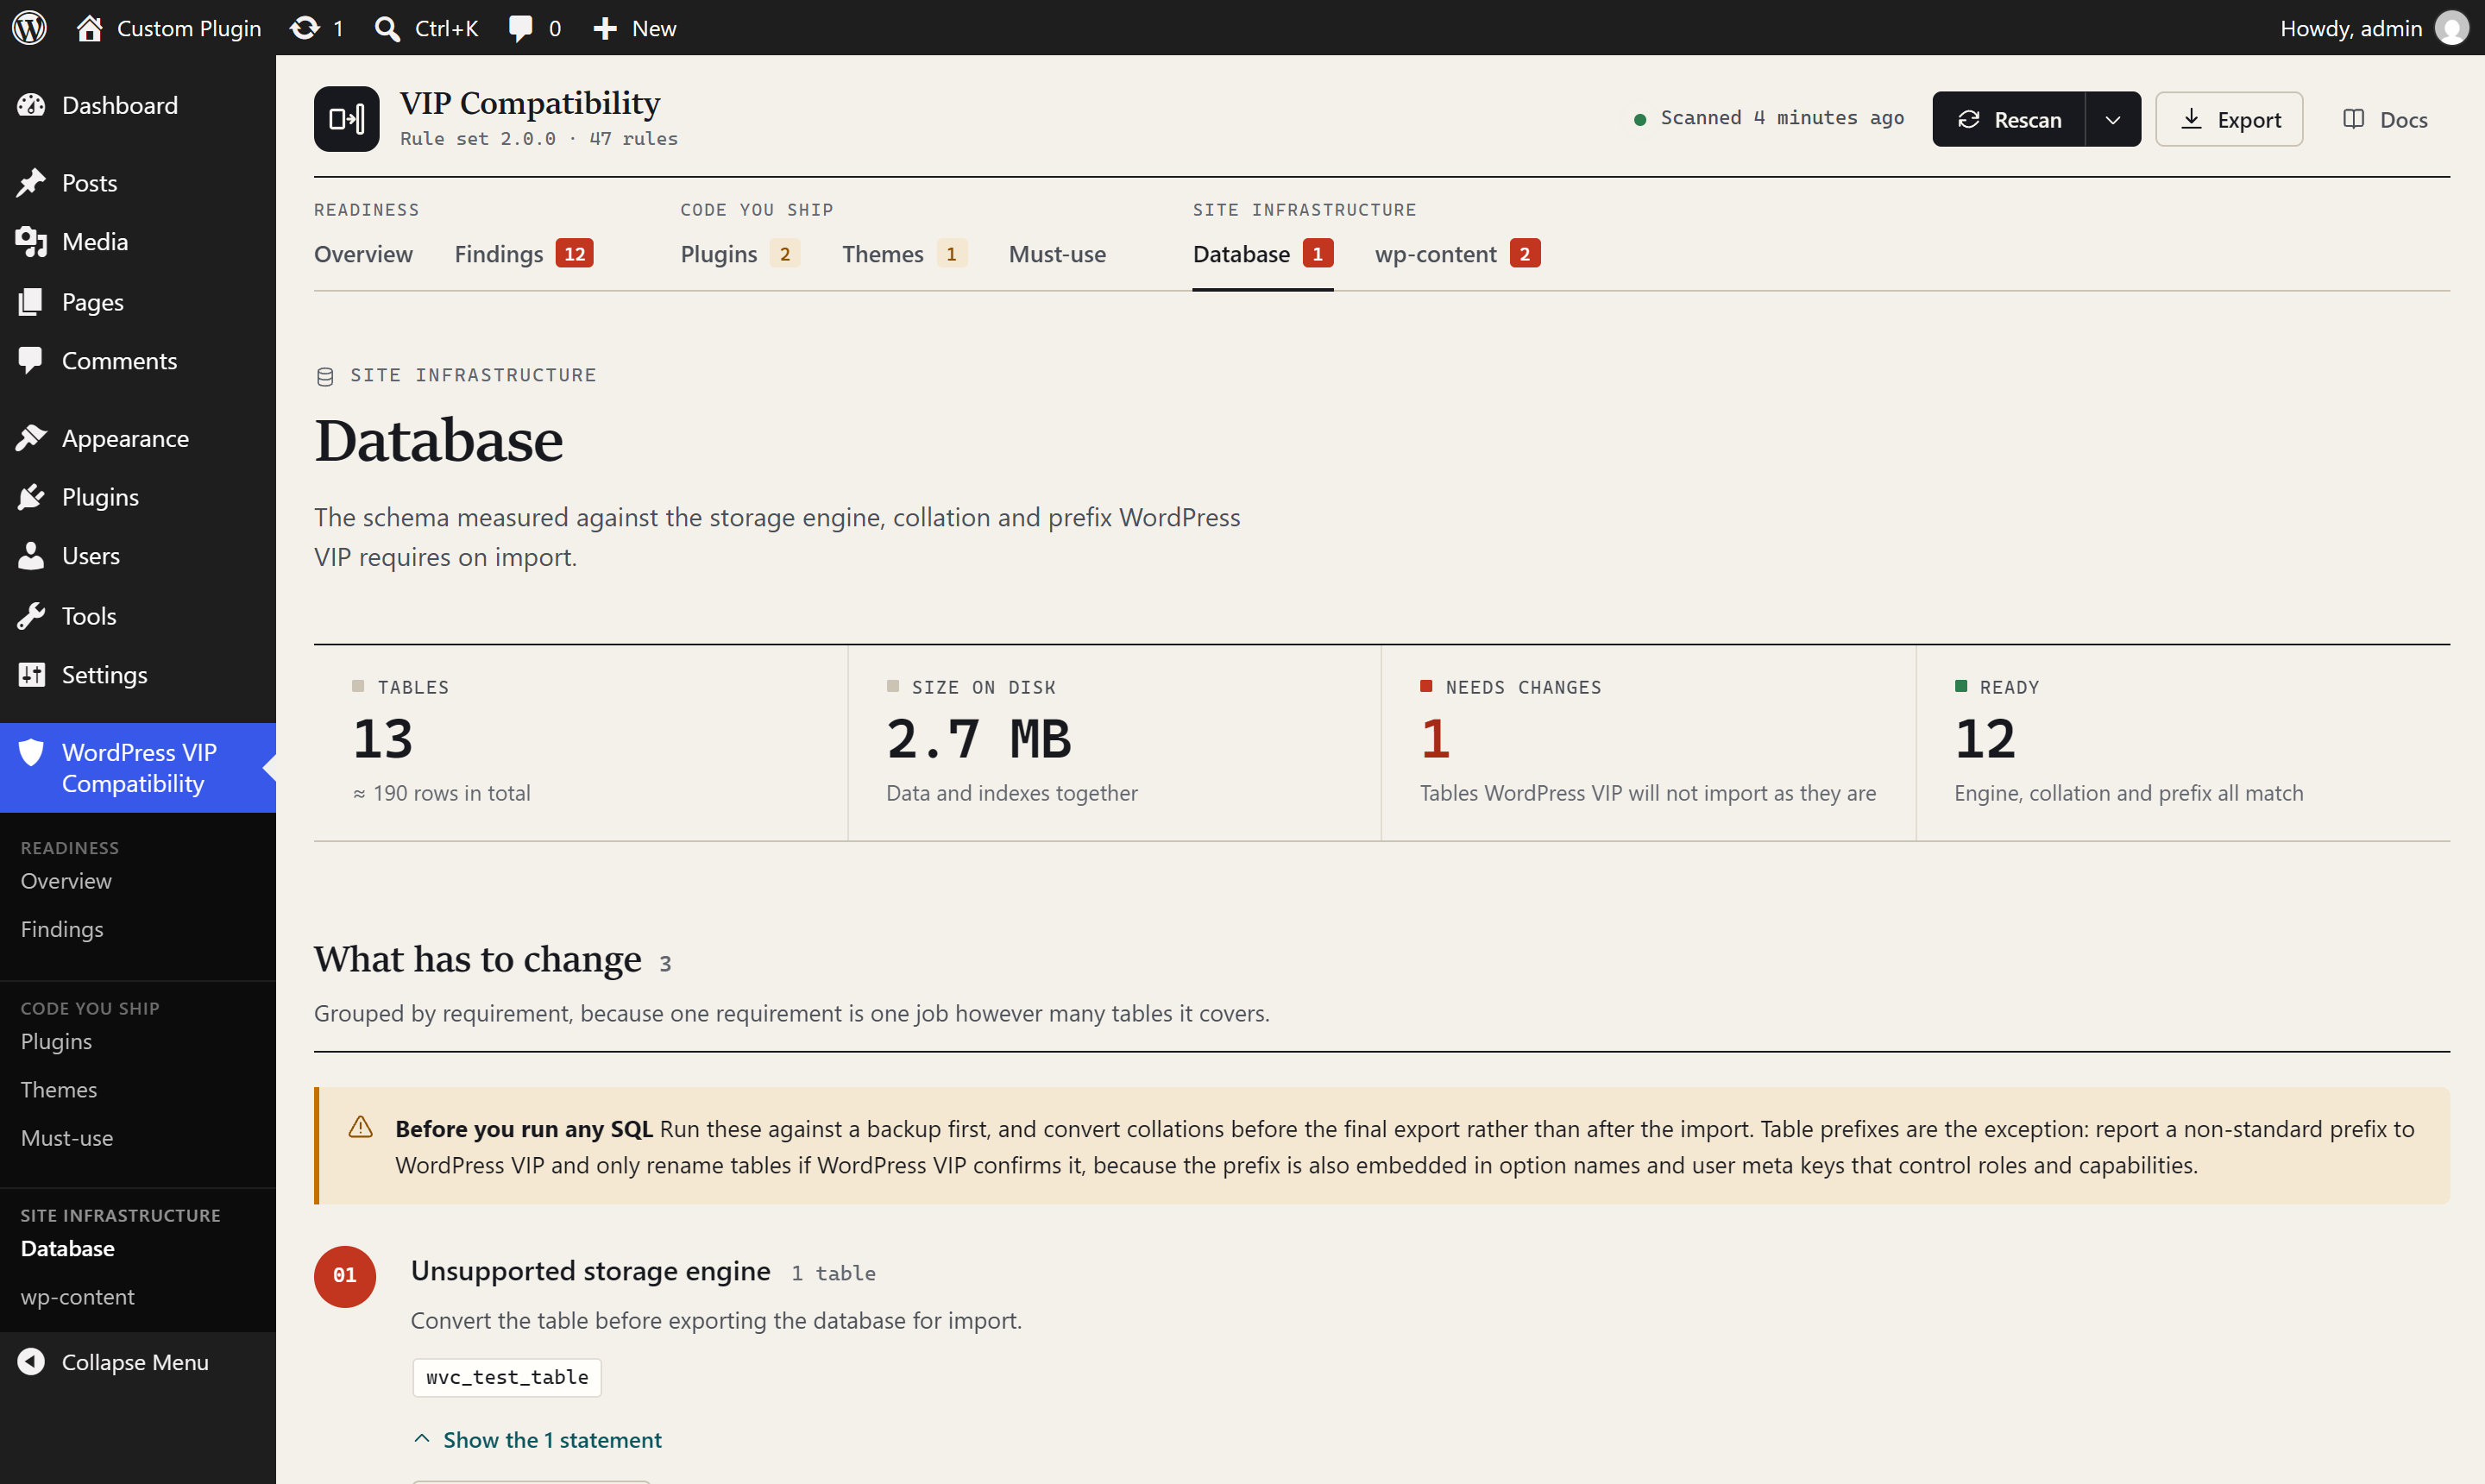 Custom Plugin
1
Ctrl+K
0
New
Howdy, admin
Dashboard
Posts
Media
Pages
Comments
Appearance
Plugins
Users
Tools
Settings
WordPress VIP
Compatibility
READINESS
Overview
Findings
CODE YOU SHIP
Plugins
Themes
Must-use
SITE INFRASTRUCTURE
Database
wp-content
Collapse Menu
VIP Compatibility
Rule set 2.0.0 · 47 rules
Scanned 4 minutes ago
Rescan
Export
Docs
READINESS
Overview
Findings 12
CODE YOU SHIP
Plugins 2
Themes 1
Must-use
SITE INFRASTRUCTURE
Database 1
wp-content 2
SITE INFRASTRUCTURE
Database
The schema measured against the storage engine, collation and prefix WordPress
VIP requires on import.
TABLES
13
≈ 190 rows in total
SIZE ON DISK
2.7 MB
Data and indexes together
NEEDS CHANGES
1
Tables WordPress VIP will not import as they are
READY
12
Engine, collation and prefix all match
What has to change 3
Grouped by requirement, because one requirement is one job however many tables it covers.
Before you run any SQL Run these against a backup first, and convert collations before the final export rather than after the import. Table prefixes are the exception: report a non-standard prefix to
WordPress VIP and only rename tables if WordPress VIP confirms it, because the prefix is also embedded in option names and user meta keys that control roles and capabilities.
01
Unsupported storage engine 1 table
Convert the table before exporting the database for import.
wvc_test_table
Show the 1 statement